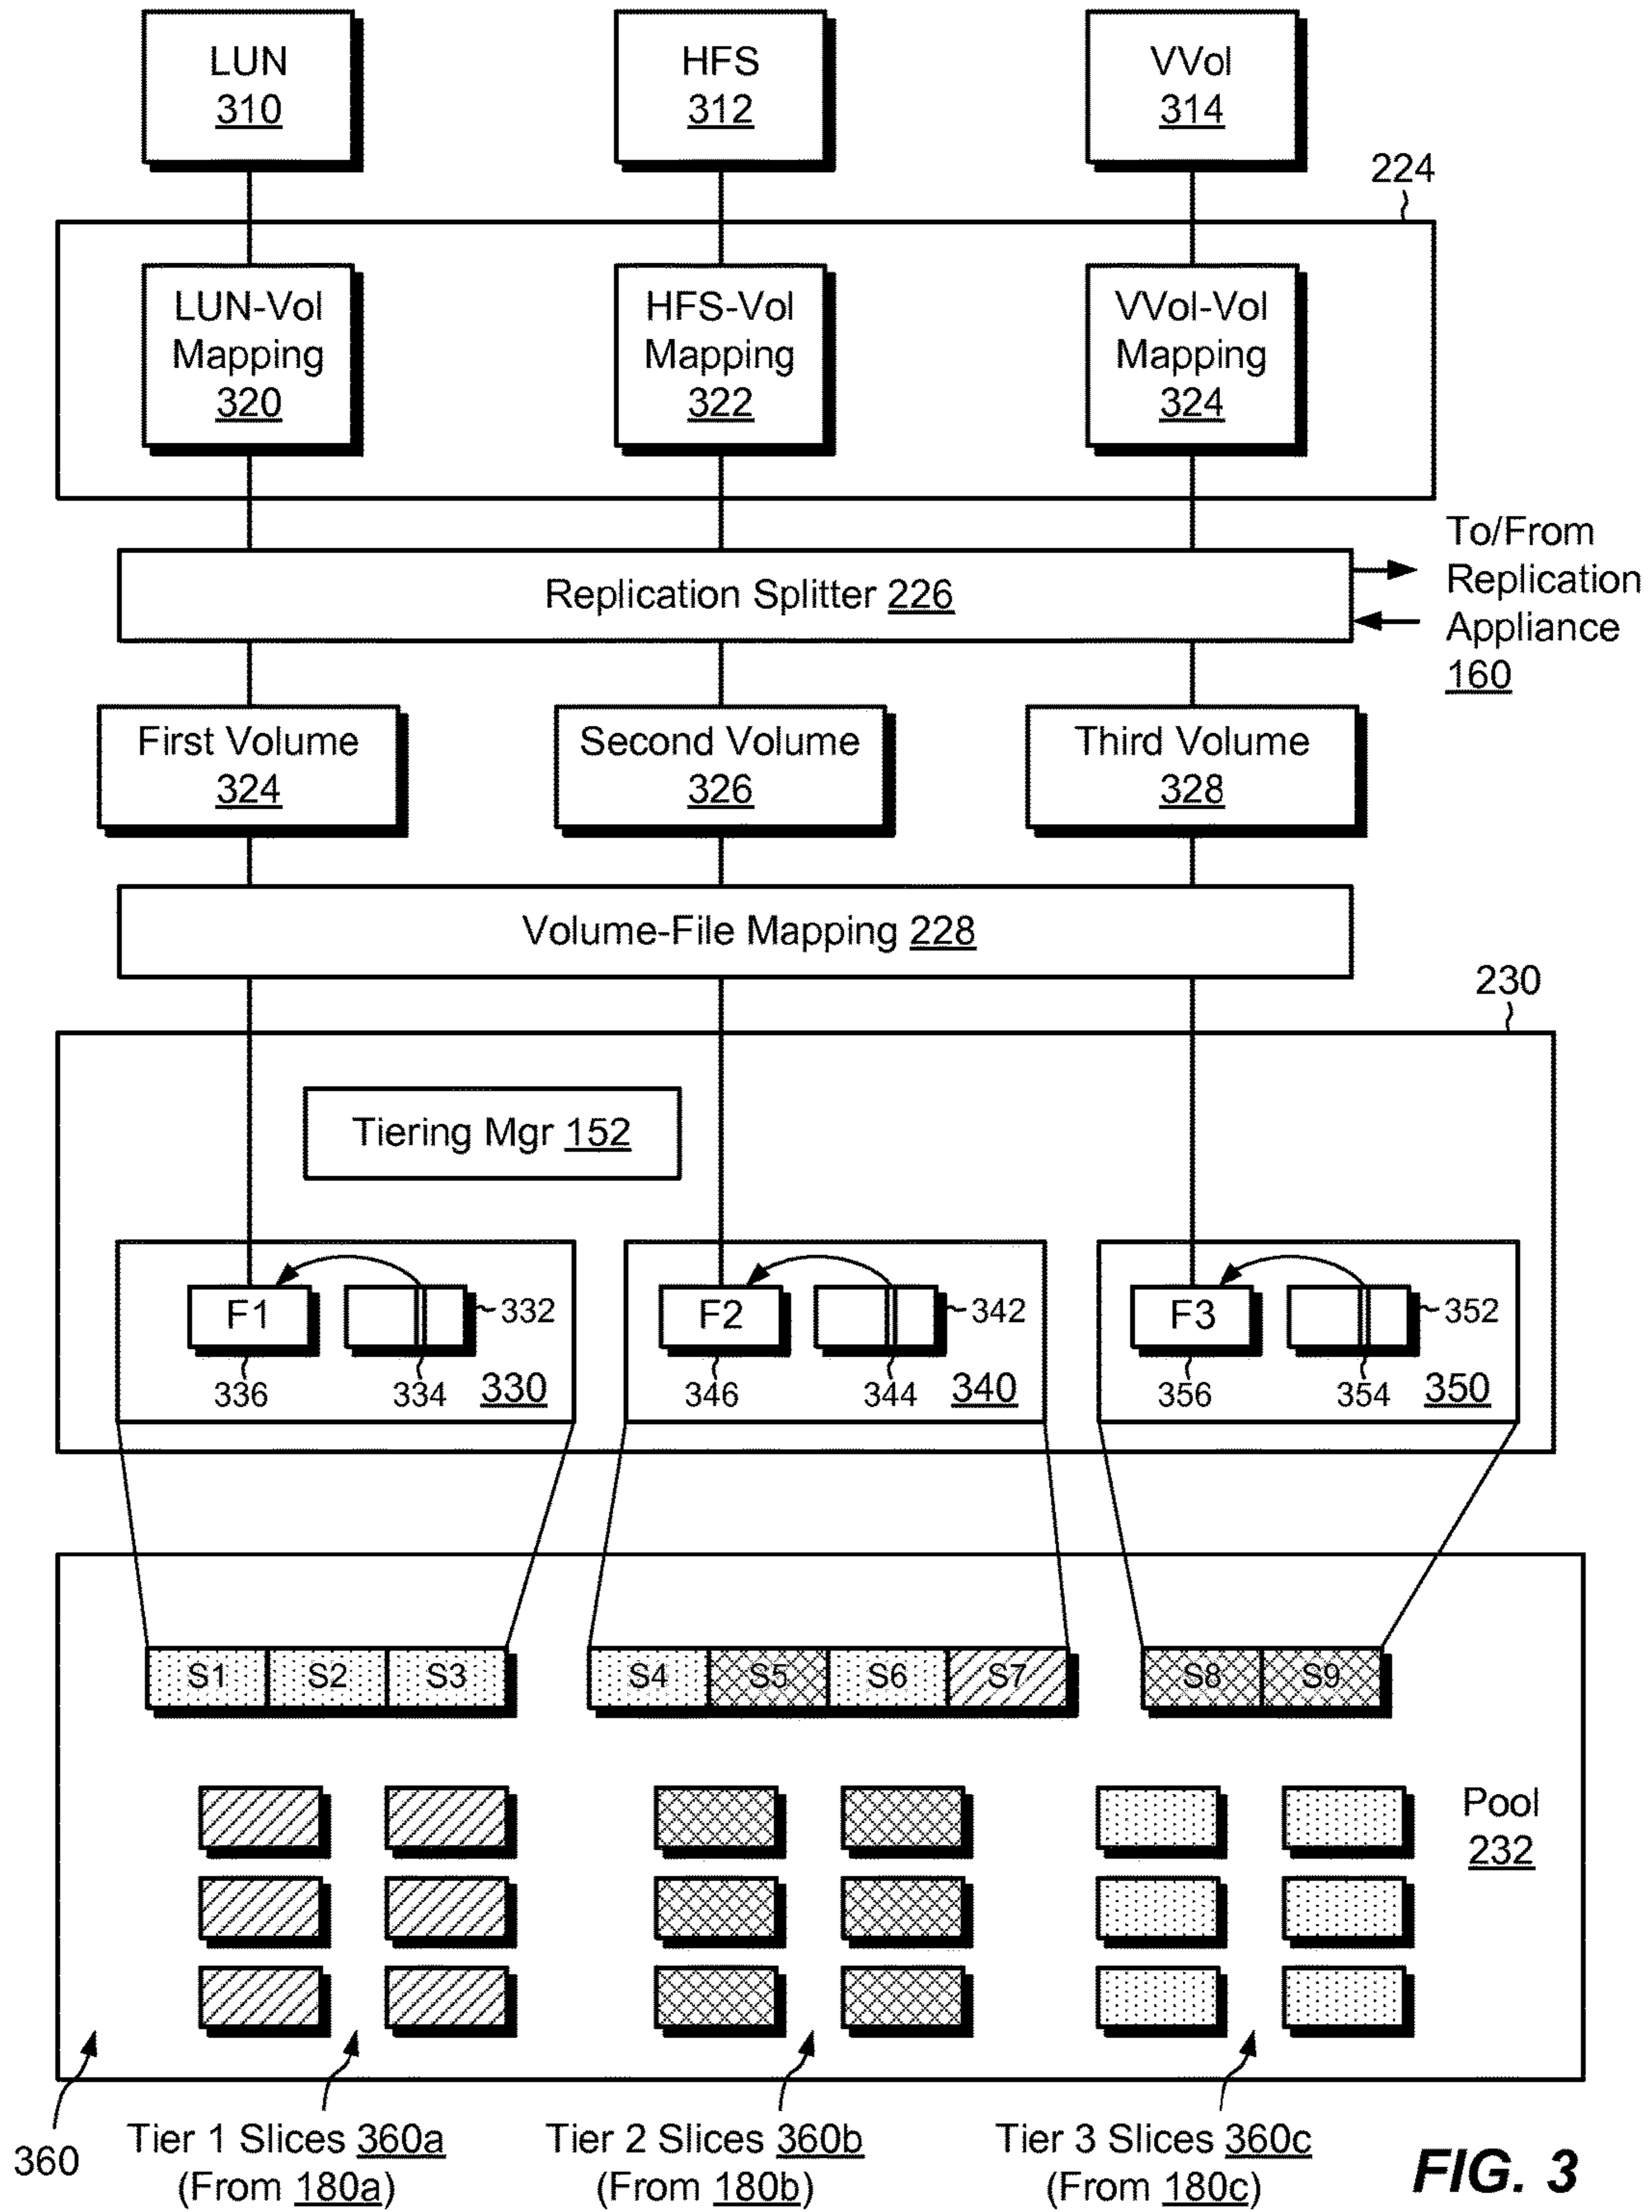 LUN
310
HFS
312
VVol
314
224
LUN-Vol
Mapping
320
HFS-Vol
Mapping
322
VVol-Vol
Mapping
324
To/From
Replication
Appliance
160
Replication Splitter 226
First Volume
324
Second Volume
326
Third Volume
328
Volume-File Mapping 228
230
Tiering Mgr 152
F1
332
336
334
330
F2
342
346
344
340
F3
352
356
354
350
S1
S2
S3
S4
S5
S6
S7
S8
S9
Pool
232
360
Tier 1 Slices 360a
(From 180a)
Tier 2 Slices 360b
(From 180b)
Tier 3 Slices 360c
(From 180c)
FIG. 3